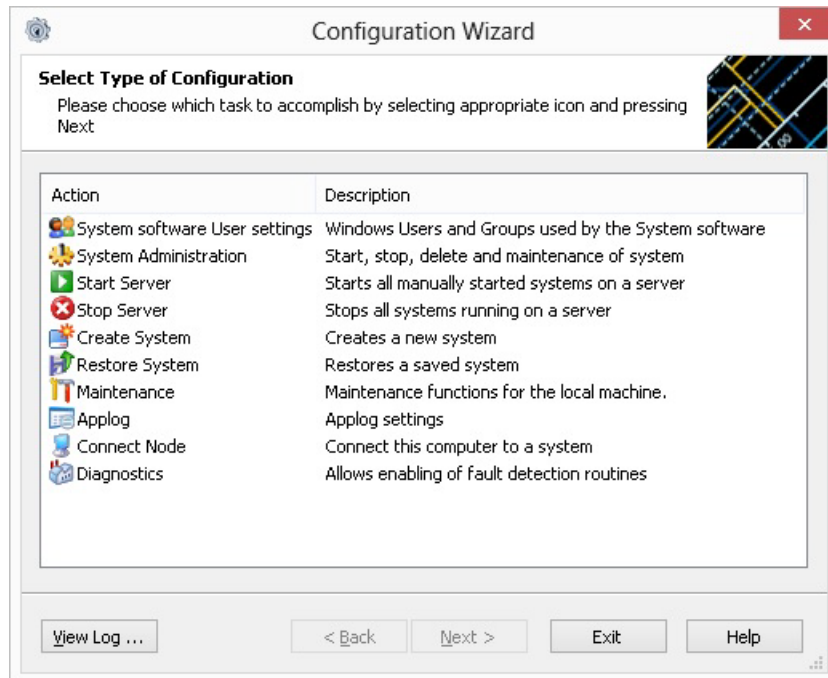 Configuration Wizard
Select Type of Configuration
Please choose which task to accomplish by selecting appropriate icon and pressing
Next
Action Description
System software User settings Windows Users and Groups used by the System software
System Administration Start, stop, delete and maintenance of system
Start Server Starts all manually started systems on a server
Stop Server Stops all systems running on a server
Create System Creates a new system
Restore System Restores a saved system
Maintenance Maintenance functions for the local machine.
Applog Applog settings
Connect Node Connect this computer to a system
Diagnostics Allows enabling of fault detection routines
View Log ... < Back Next > Exit Help